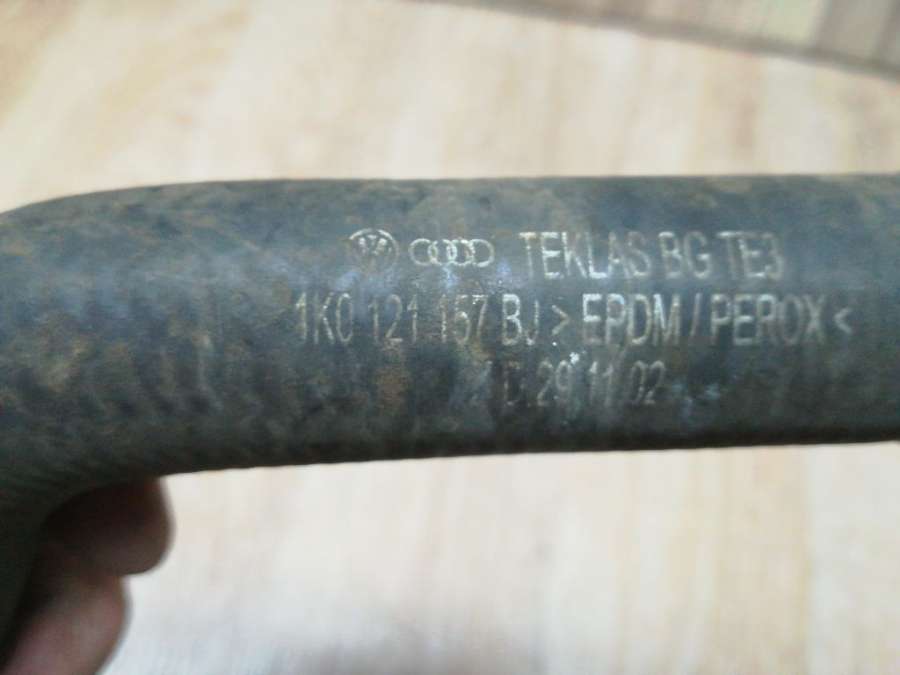 TEKLAS BG TE3
1K0 121 157 BJ > EPDM / PEROX <
29 11 02